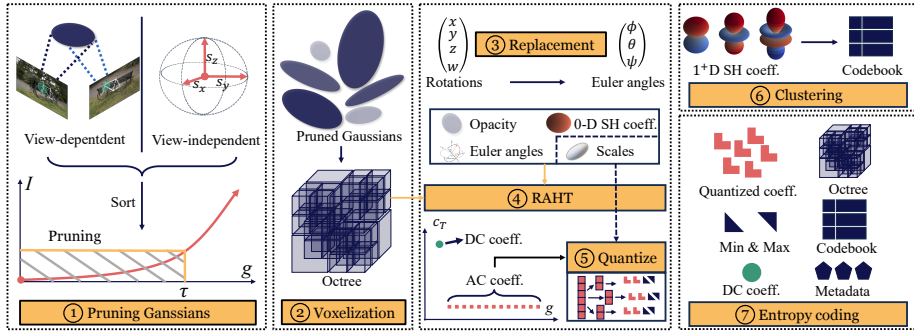 S_z
S_x
S_y
View-depentdent
View-independent
I
Sort
Pruning
g
τ
① Pruning Ganssians
Pruned Gaussians
Octree
② Voxelization
x
y
z
w
③ Replacement
ϕ
θ
ψ
Rotations
Euler angles
Opacity
0-D SH coeff.
Euler angles
Scales
④ RAHT
c_T
DC coeff.
AC coeff.
g
⑤ Quantize
1⁺D SH coeff.
Codebook
⑥ Clustering
Quantized coeff.
Octree
Min & Max
Codebook
DC coeff.
Metadata
⑦ Entropy coding